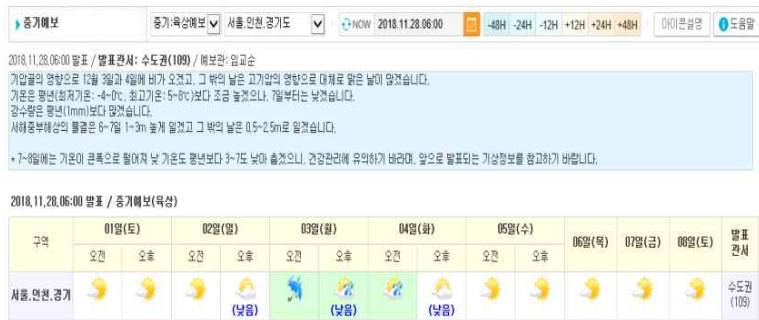 중기예보 중기:육상예보 서울,인천,경기도 NOW 2018.11.28.06:00 -48H -24H -12H +12H +24H +48H 아이콘설명 도움말
2018,11,28,06:00 발표 / 발표관서: 수도권(109) / 예보관: 임교순
기압골의 영향으로 12월 3일과 4일에 비가 오겠고, 그 밖의 날은 고기압의 영향으로 대체로 맑은 날이 많겠습니다.
기온은 평년(최저기온: -4~0℃, 최고기온: 5~8℃)보다 조금 높겠으나, 7일부터는 낮겠습니다.
강수량은 평년(1mm)보다 많겠습니다.
서해중부해상의 물결은 6~7일 1~3m 높게 일겠고 그 밖의 날은 0.5~2.5m로 일겠습니다.
* 7~8일에는 기온이 큰폭으로 떨어져 낮 기온도 평년보다 3~7도 낮아 춥겠으니, 건강관리에 유의하기 바라며, 앞으로 발표되는 기상정보를 참고하기 바랍니다.
2018,11,28,06:00 발표 / 중기예보(육상)
구역 01일(토) 02일(일) 03일(월) 04일(화) 05일(수) 06일(목) 07일(금) 08일(토) 발표관서
오전 오후 오전 오후 오전 오후 오전 오후 오전 오후
서울,인천,경기 (낮음) (낮음) (낮음) 수도권
(109)